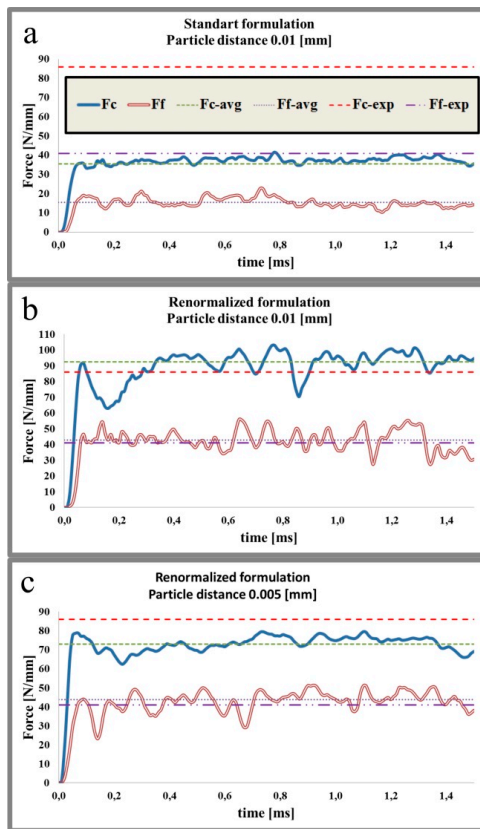 a
Standart formulation
Particle distance 0.01 [mm]
90
80
70
60
50
40
30
20
10
0
Force [N/mm]
Fc Ff Fc-avg Ff-avg Fc-exp Ff-exp
0,0 0,2 0,4 0,6 0,8 1,0 1,2 1,4
time [ms]
b
Renormalized formulation
Particle distance 0.01 [mm]
110
100
90
80
70
60
50
40
30
20
10
0
Force [N/mm]
0,0 0,2 0,4 0,6 0,8 1,0 1,2 1,4
time [ms]
c
Renormalized formulation
Particle distance 0.005 [mm]
90
80
70
60
50
40
30
20
10
0
Force [N/mm]
0,0 0,2 0,4 0,6 0,8 1,0 1,2 1,4
time [ms]